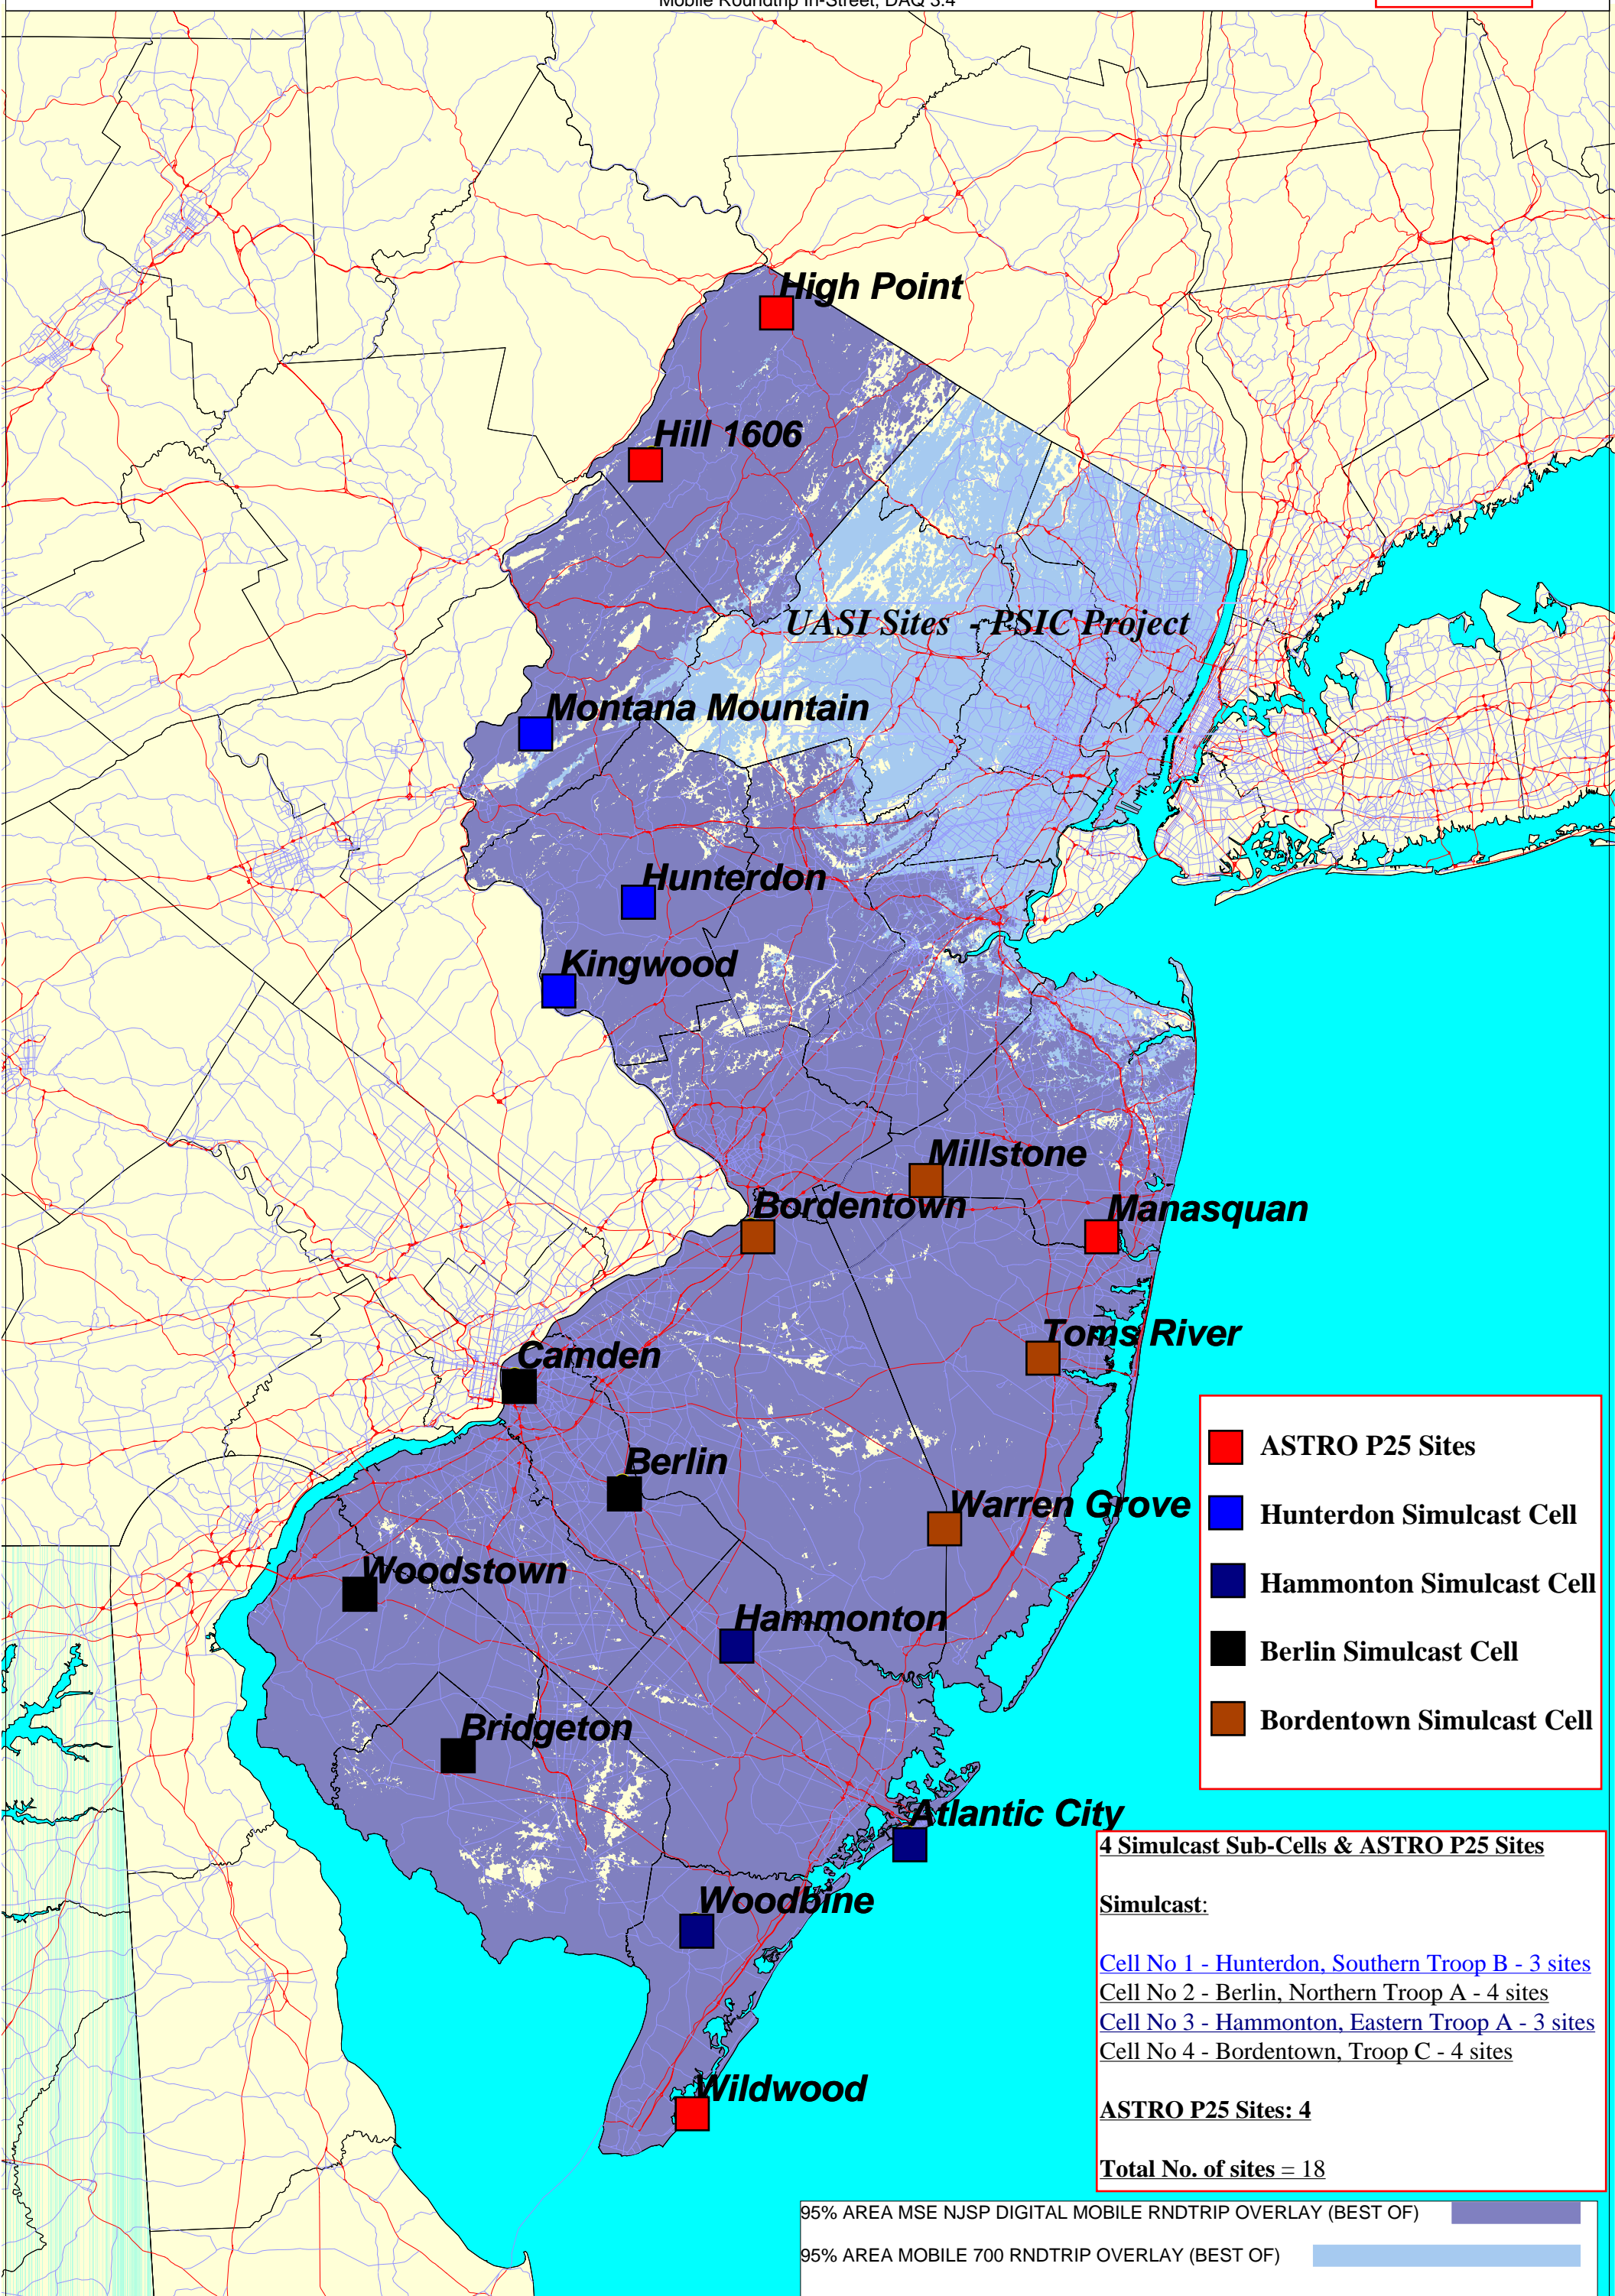 Mobile Roundtrip In-Street, DAQ 3.4
High Point
Hill 1606
UASI Sites - PSIC Project
Montana Mountain
Hunterdon
Kingwood
Millstone
Bordentown
Manasquan
Toms River
Camden
Berlin
Warren Grove
Woodstown
Hammonton
Bridgeton
Atlantic City
Woodbine
Wildwood
ASTRO P25 Sites
Hunterdon Simulcast Cell
Hammonton Simulcast Cell
Berlin Simulcast Cell
Bordentown Simulcast Cell
4 Simulcast Sub-Cells & ASTRO P25 Sites
Simulcast:
Cell No 1 - Hunterdon, Southern Troop B - 3 sites
Cell No 2 - Berlin, Northern Troop A - 4 sites
Cell No 3 - Hammonton, Eastern Troop A - 3 sites
Cell No 4 - Bordentown, Troop C - 4 sites
ASTRO P25 Sites: 4
Total No. of sites = 18
95% AREA MSE NJSP DIGITAL MOBILE RNDTRIP OVERLAY (BEST OF)
95% AREA MOBILE 700 RNDTRIP OVERLAY (BEST OF)